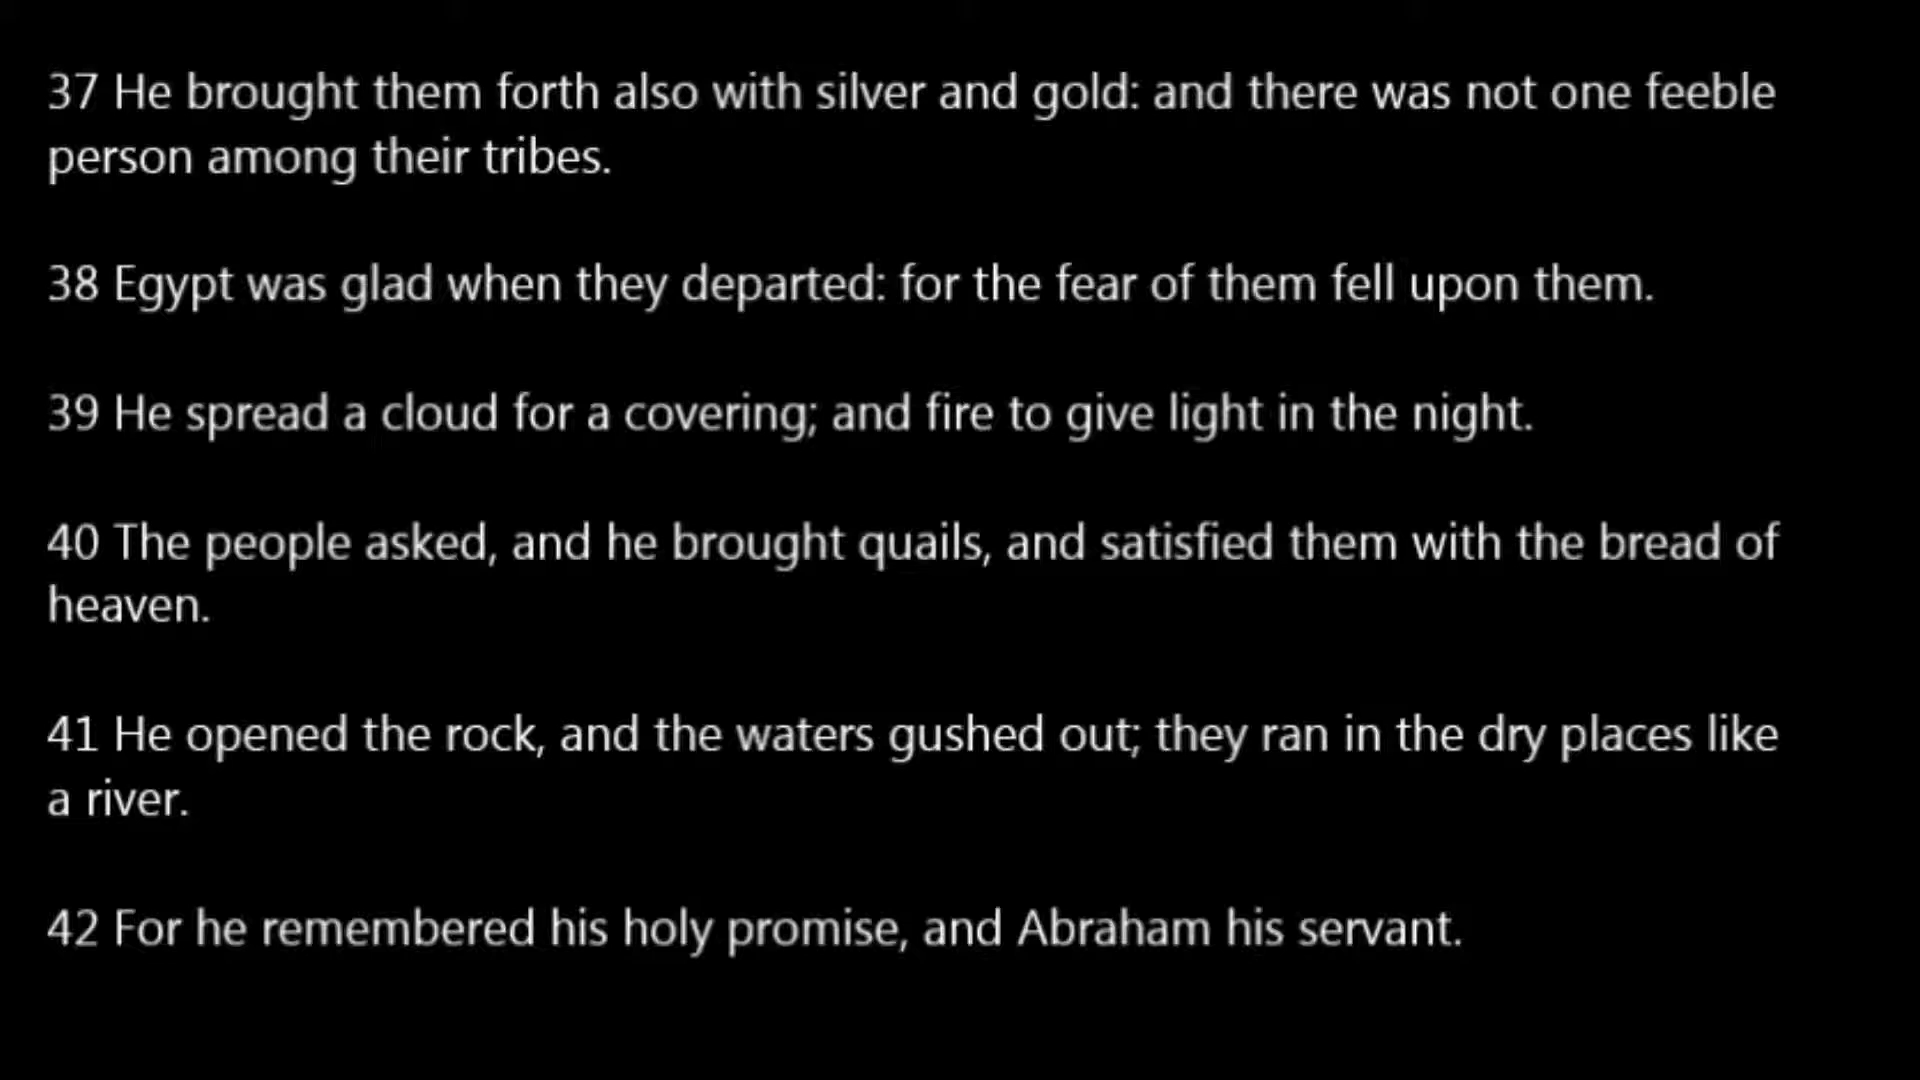 37 He brought them forth also with silver and gold: and there was not one feeble
person among their tribes.
38 Egypt was glad when they departed: for the fear of them fell upon them.
39 He spread a cloud for a covering; and fire to give light in the night.
40 The people asked, and he brought quails, and satisfied them with the bread of
heaven.
41 He opened the rock, and the waters gushed out; they ran in the dry places like
a river.
42 For he remembered his holy promise, and Abraham his servant.